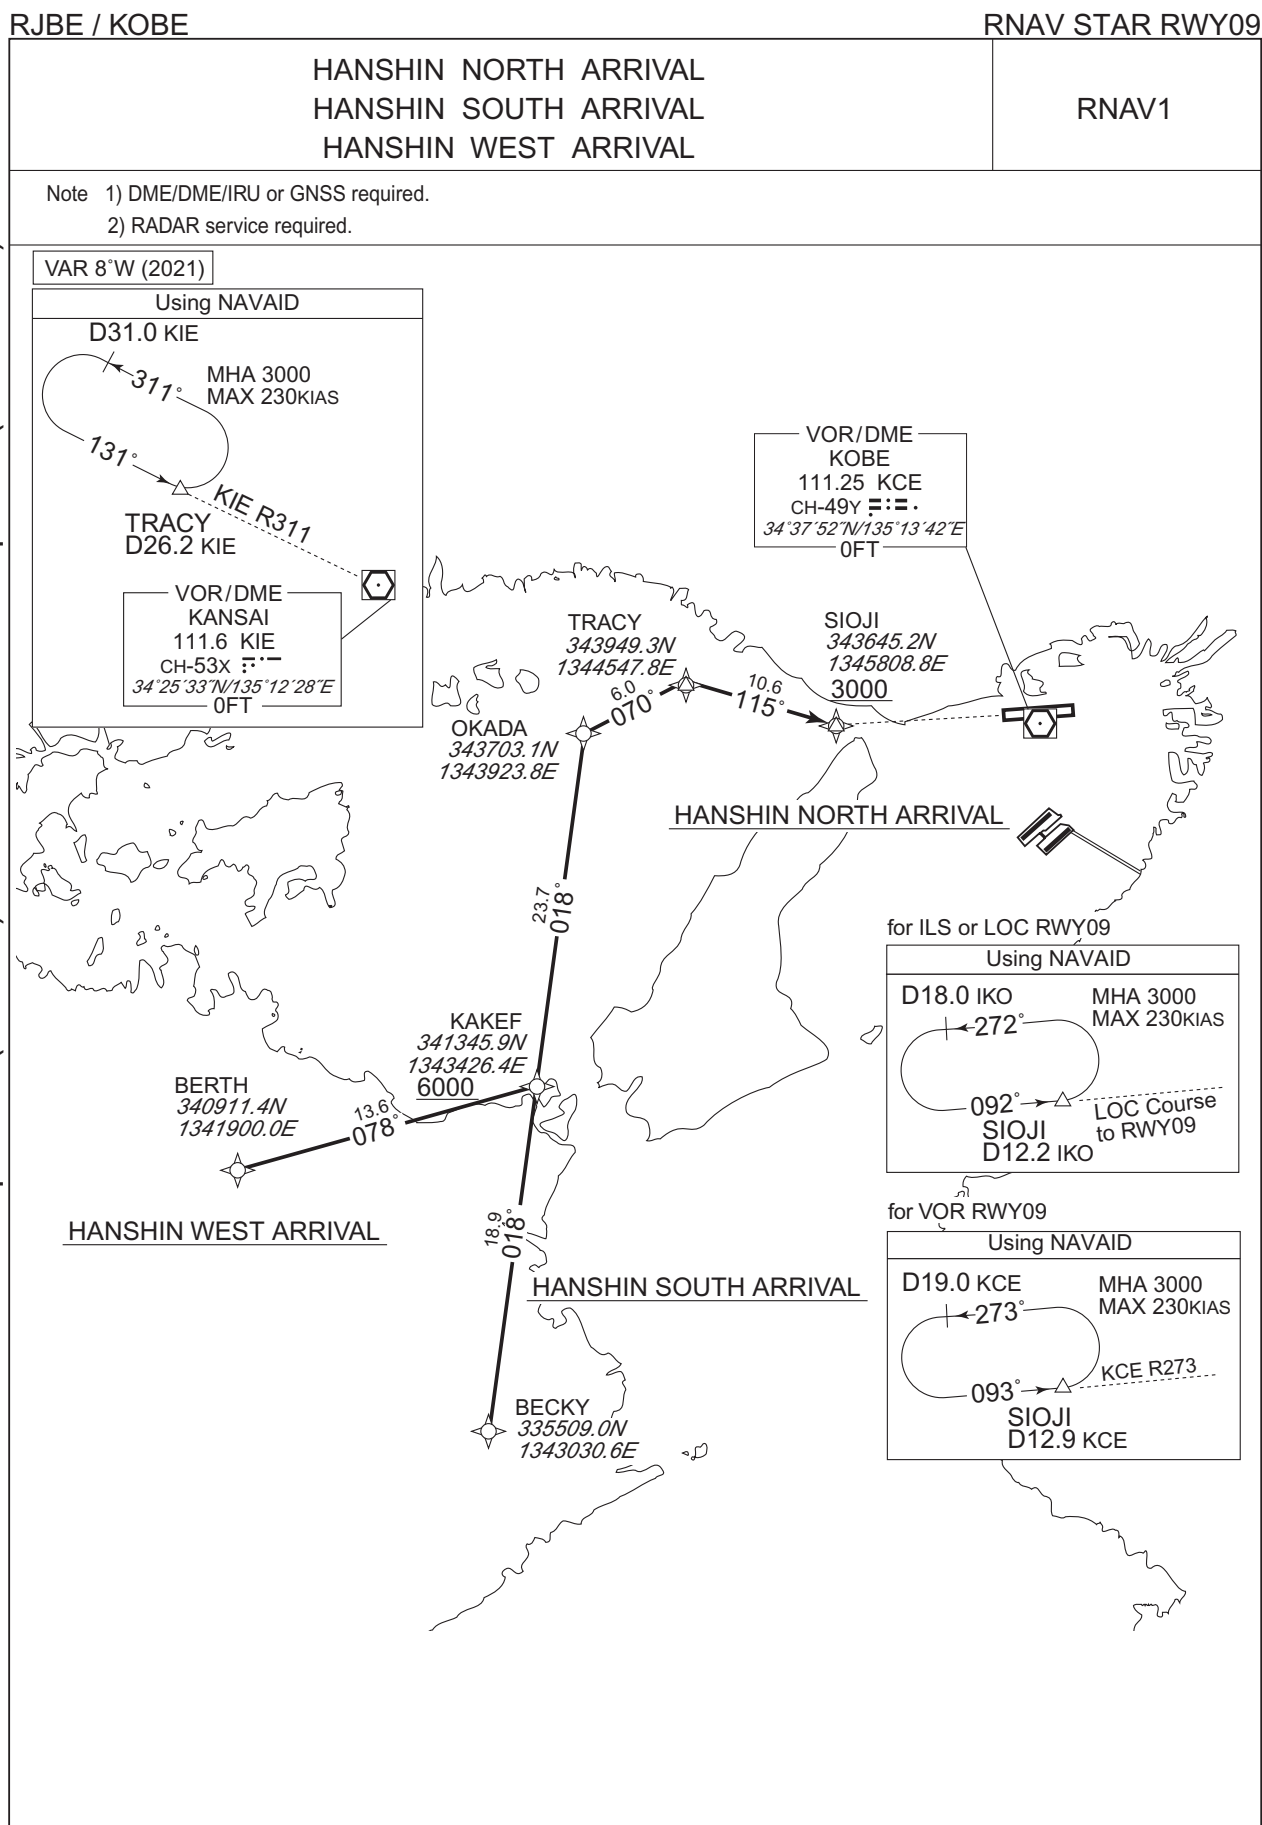 RJBE / KOBE
RNAV STAR RWY09
HANSHIN NORTH ARRIVAL
HANSHIN SOUTH ARRIVAL
HANSHIN WEST ARRIVAL
RNAV1
Note 1) DME/DME/IRU or GNSS required.
2) RADAR service required.
VAR 8°W (2021)
Using NAVAID
D31.0 KIE
311°
MHA 3000
MAX 230KIAS
131°
KIE R311
TRACY
D26.2 KIE
VOR/DME
KANSAI
111.6 KIE
CH-53X
34°25′33″N/135°12′28″E
0FT
VOR/DME
KOBE
111.25 KCE
CH-49Y
34°37′52″N/135°13′42″E
0FT
TRACY
343949.3N
1344547.8E
SIOJI
343645.2N
1345808.8E
3000
6.0
070°
10.6
115°
OKADA
343703.1N
1343923.8E
HANSHIN NORTH ARRIVAL
23.7
018°
KAKEF
341345.9N
1343426.4E
6000
BERTH
340911.4N
1341900.0E
13.6
078°
HANSHIN WEST ARRIVAL
18.9
018°
HANSHIN SOUTH ARRIVAL
BECKY
335509.0N
1343030.6E
for ILS or LOC RWY09
Using NAVAID
D18.0 IKO
MHA 3000
MAX 230KIAS
272°
092°
LOC Course
to RWY09
SIOJI
D12.2 IKO
for VOR RWY09
Using NAVAID
D19.0 KCE
MHA 3000
MAX 230KIAS
273°
093°
KCE R273
SIOJI
D12.9 KCE